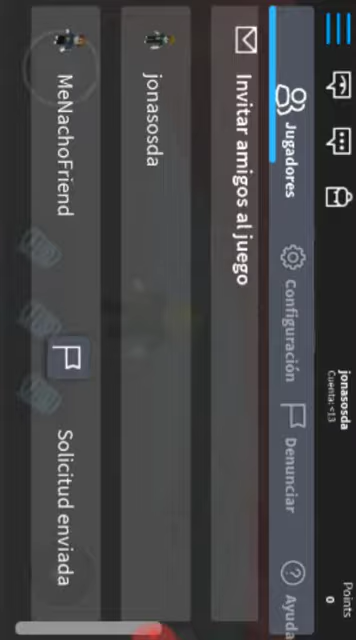 jonasosda
Cuenta: <13
Points
0
Jugadores
Configuración
Denunciar
Ayuda
Invitar amigos al juego
jonasosda
MeNachoFriend
Solicitud enviada